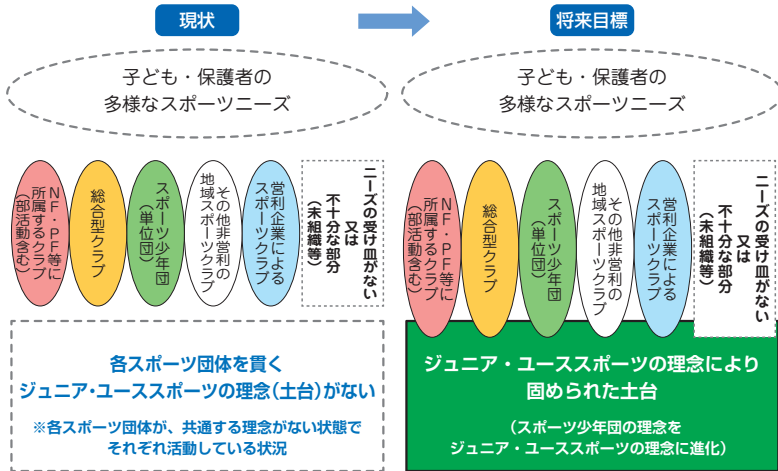 現状
将来目標
子ども・保護者の
多様なスポーツニーズ
NF・PF等に
所属するクラブ
（部活動含む）
総合型クラブ
スポーツ少年団
（単位団）
その他非営利の
地域スポーツクラブ
営利企業による
スポーツクラブ
ニーズの受け皿がない
又は
不十分な部分
（未組織等）
各スポーツ団体を貫く
ジュニア・ユーススポーツの理念（土台）がない
※各スポーツ団体が、共通する理念がない状態で
それぞれ活動している状況
子ども・保護者の
多様なスポーツニーズ
NF・PF等に
所属するクラブ
（部活動含む）
総合型クラブ
スポーツ少年団
（単位団）
その他非営利の
地域スポーツクラブ
営利企業による
スポーツクラブ
ニーズの受け皿がない
又は
不十分な部分
（未組織等）
ジュニア・ユーススポーツの理念により
固められた土台
（スポーツ少年団の理念を
ジュニア・ユーススポーツの理念に進化）